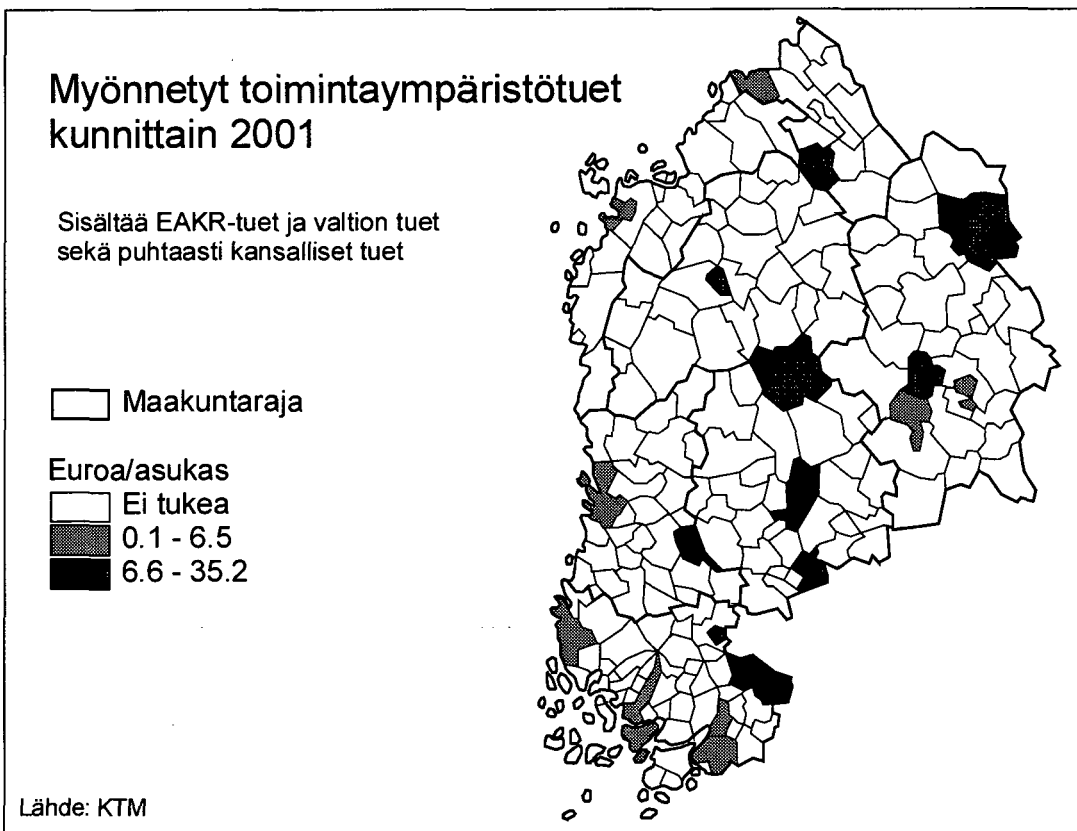 Myönnetyt toimintaympäristötuet
kunnittain 2001
Sisältää EAKR-tuet ja valtion tuet
sekä puhtaasti kansalliset tuet
Maakuntaraja
Euroa/asukas
Ei tukea
0.1 - 6.5
6.6 - 35.2
Lähde: KTM